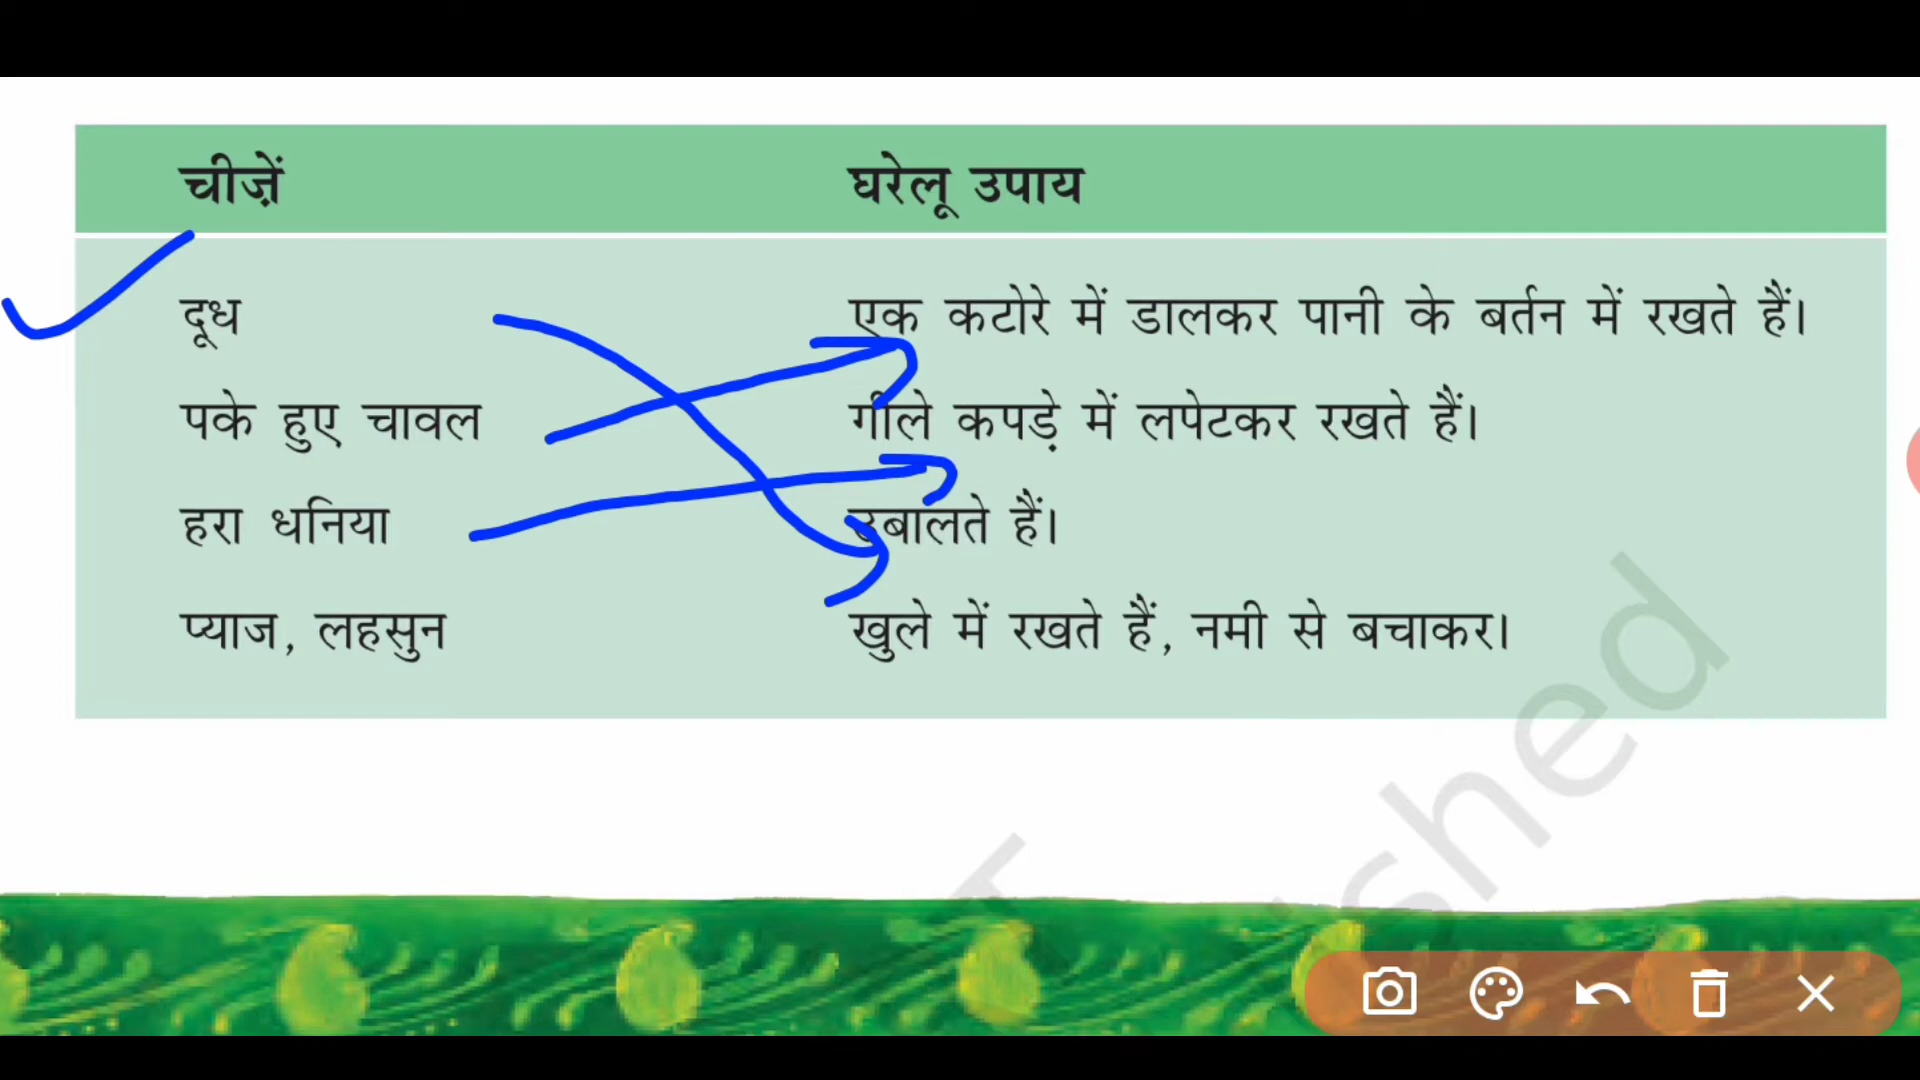 चीज़ें घरेलू उपाय
दूध एक कटोरे में डालकर पानी के बर्तन में रखते हैं।
पके हुए चावल गीले कपड़े में लपेटकर रखते हैं।
हरा धनिया उबालते हैं।
प्याज, लहसुन खुले में रखते हैं, नमी से बचाकर।
shed